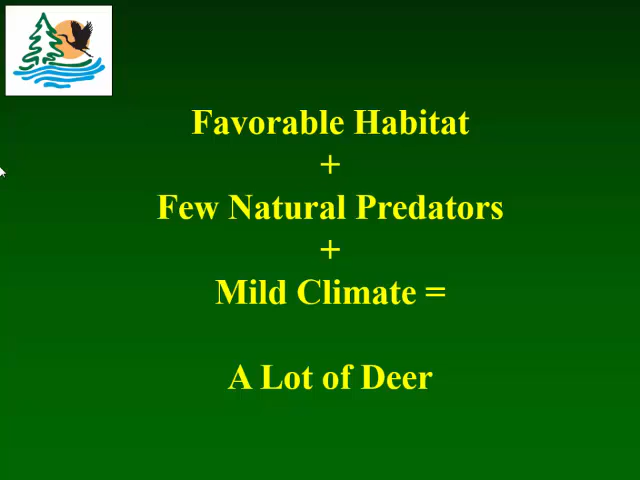 Favorable Habitat
+
Few Natural Predators
+
Mild Climate =
A Lot of Deer